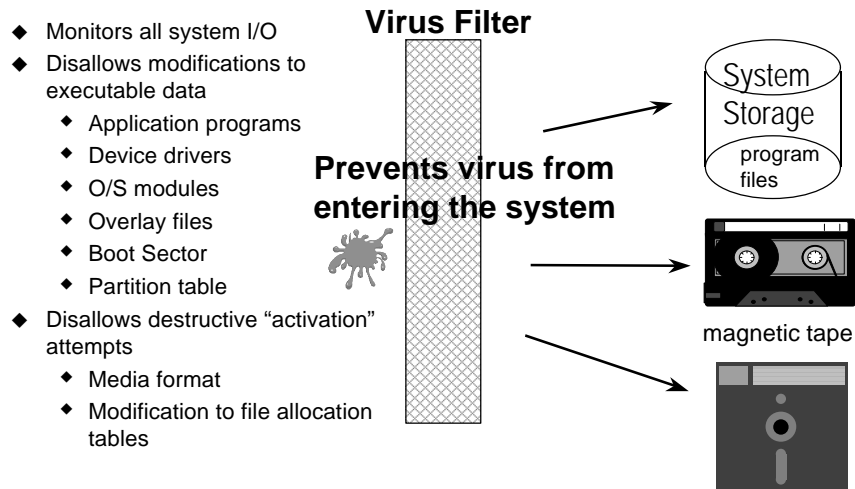 Virus Filter
◆ Monitors all system I/O
◆ Disallows modifications to
executable data
◆ Application programs
◆ Device drivers
◆ O/S modules
◆ Overlay files
◆ Boot Sector
◆ Partition table
◆ Disallows destructive “activation”
attempts
◆ Media format
◆ Modification to file allocation
tables
Prevents virus from
entering the system
System
Storage
program
files
magnetic tape